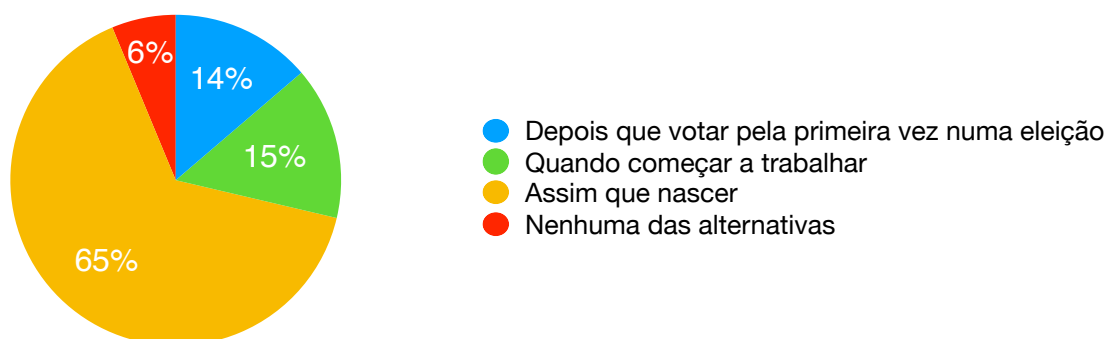 6%
14%
15%
65%
Depois que votar pela primeira vez numa eleição
Quando começar a trabalhar
Assim que nascer
Nenhuma das alternativas